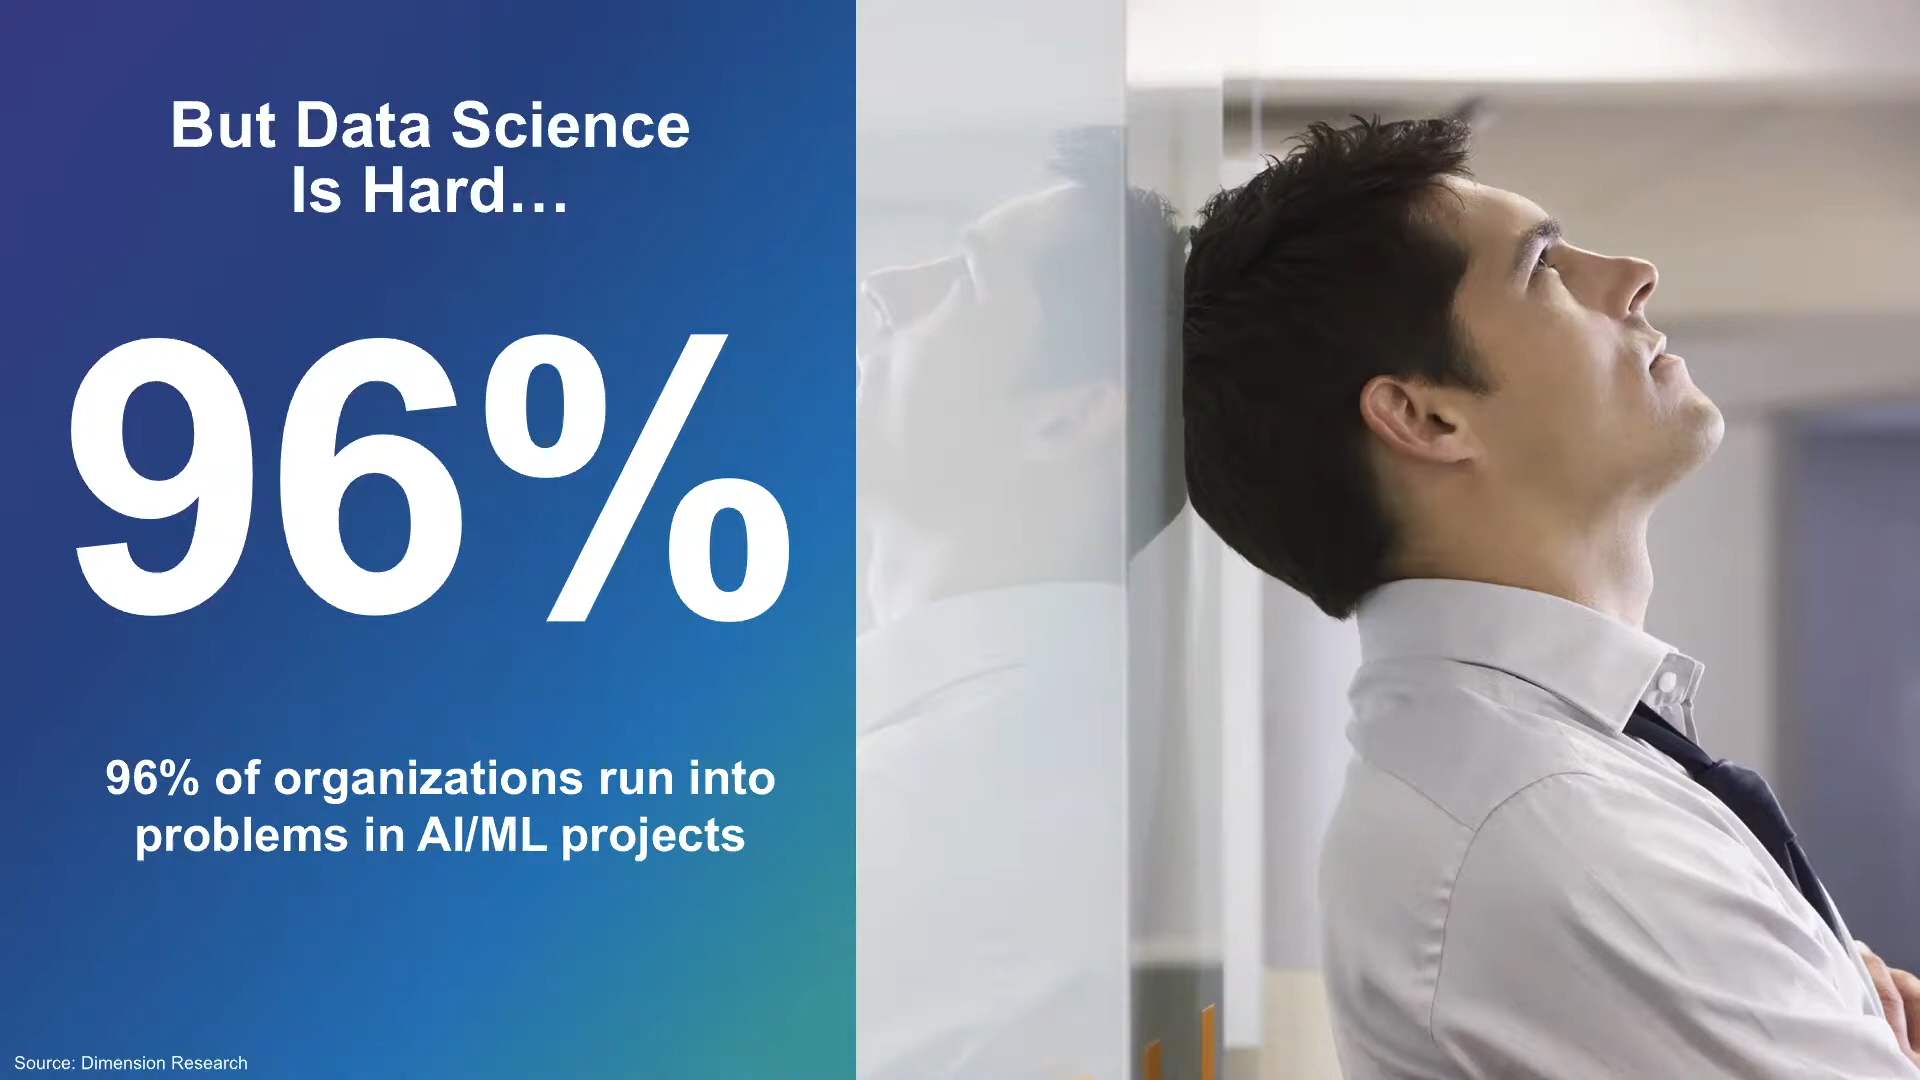 But Data Science
Is Hard…
96%
96% of organizations run into
problems in AI/ML projects
Source: Dimension Research